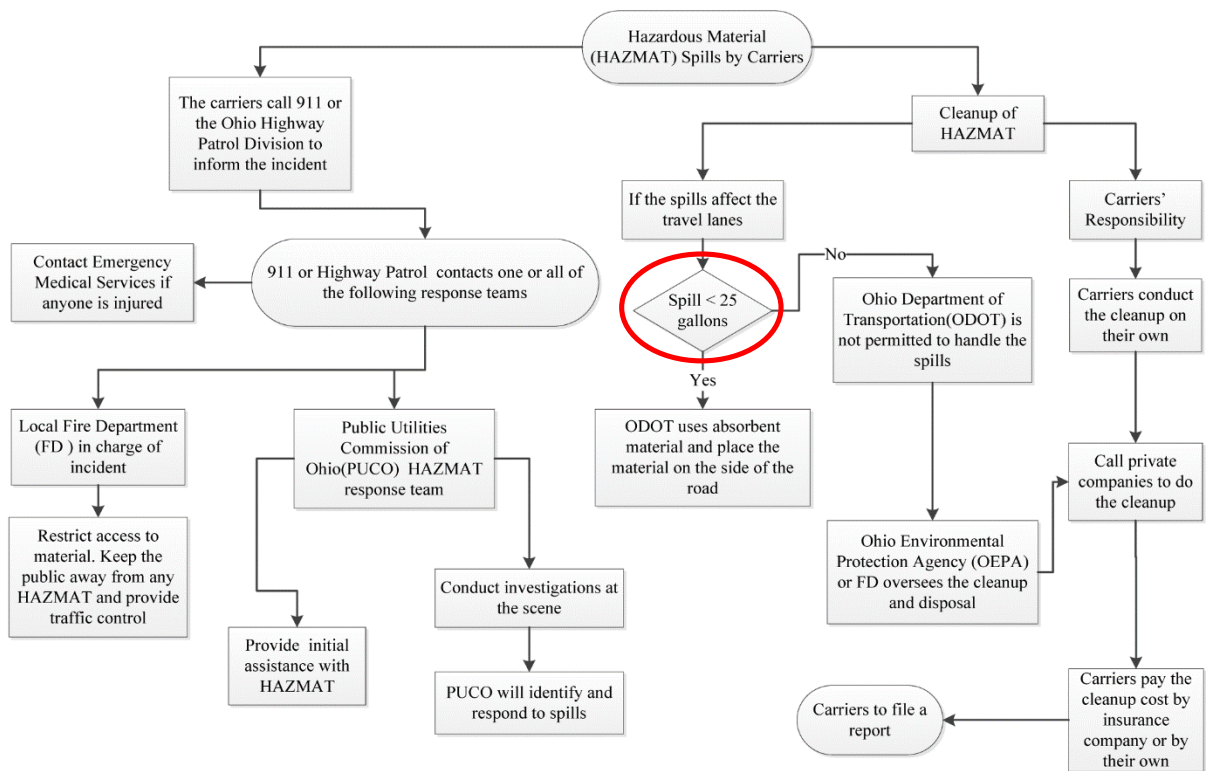 Hazardous Material
(HAZMAT) Spills by Carriers
The carriers call 911 or
the Ohio Highway
Patrol Division to
inform the incident
Cleanup of
HAZMAT
If the spills affect the
travel lanes
Carriers’
Responsibility
Contact Emergency
Medical Services if
anyone is injured
911 or Highway Patrol contacts one or all of
the following response teams
Spill < 25
gallons
No
Yes
Ohio Department of
Transportation(ODOT) is
not permitted to handle the
spills
Carriers conduct
the cleanup on
their own
Local Fire Department
(FD ) in charge of
incident
Public Utilities
Commission of
Ohio(PUCO) HAZMAT
response team
ODOT uses absorbent
material and place the
material on the side of the
road
Call private
companies to do
the cleanup
Restrict access to
material. Keep the
public away from any
HAZMAT and provide
traffic control
Ohio Environmental
Protection Agency (OEPA)
or FD oversees the cleanup
and disposal
Conduct investigations at
the scene
Provide initial
assistance with
HAZMAT
PUCO will identify and
respond to spills
Carriers to file a
report
Carriers pay the
cleanup cost by
insurance
company or by
their own